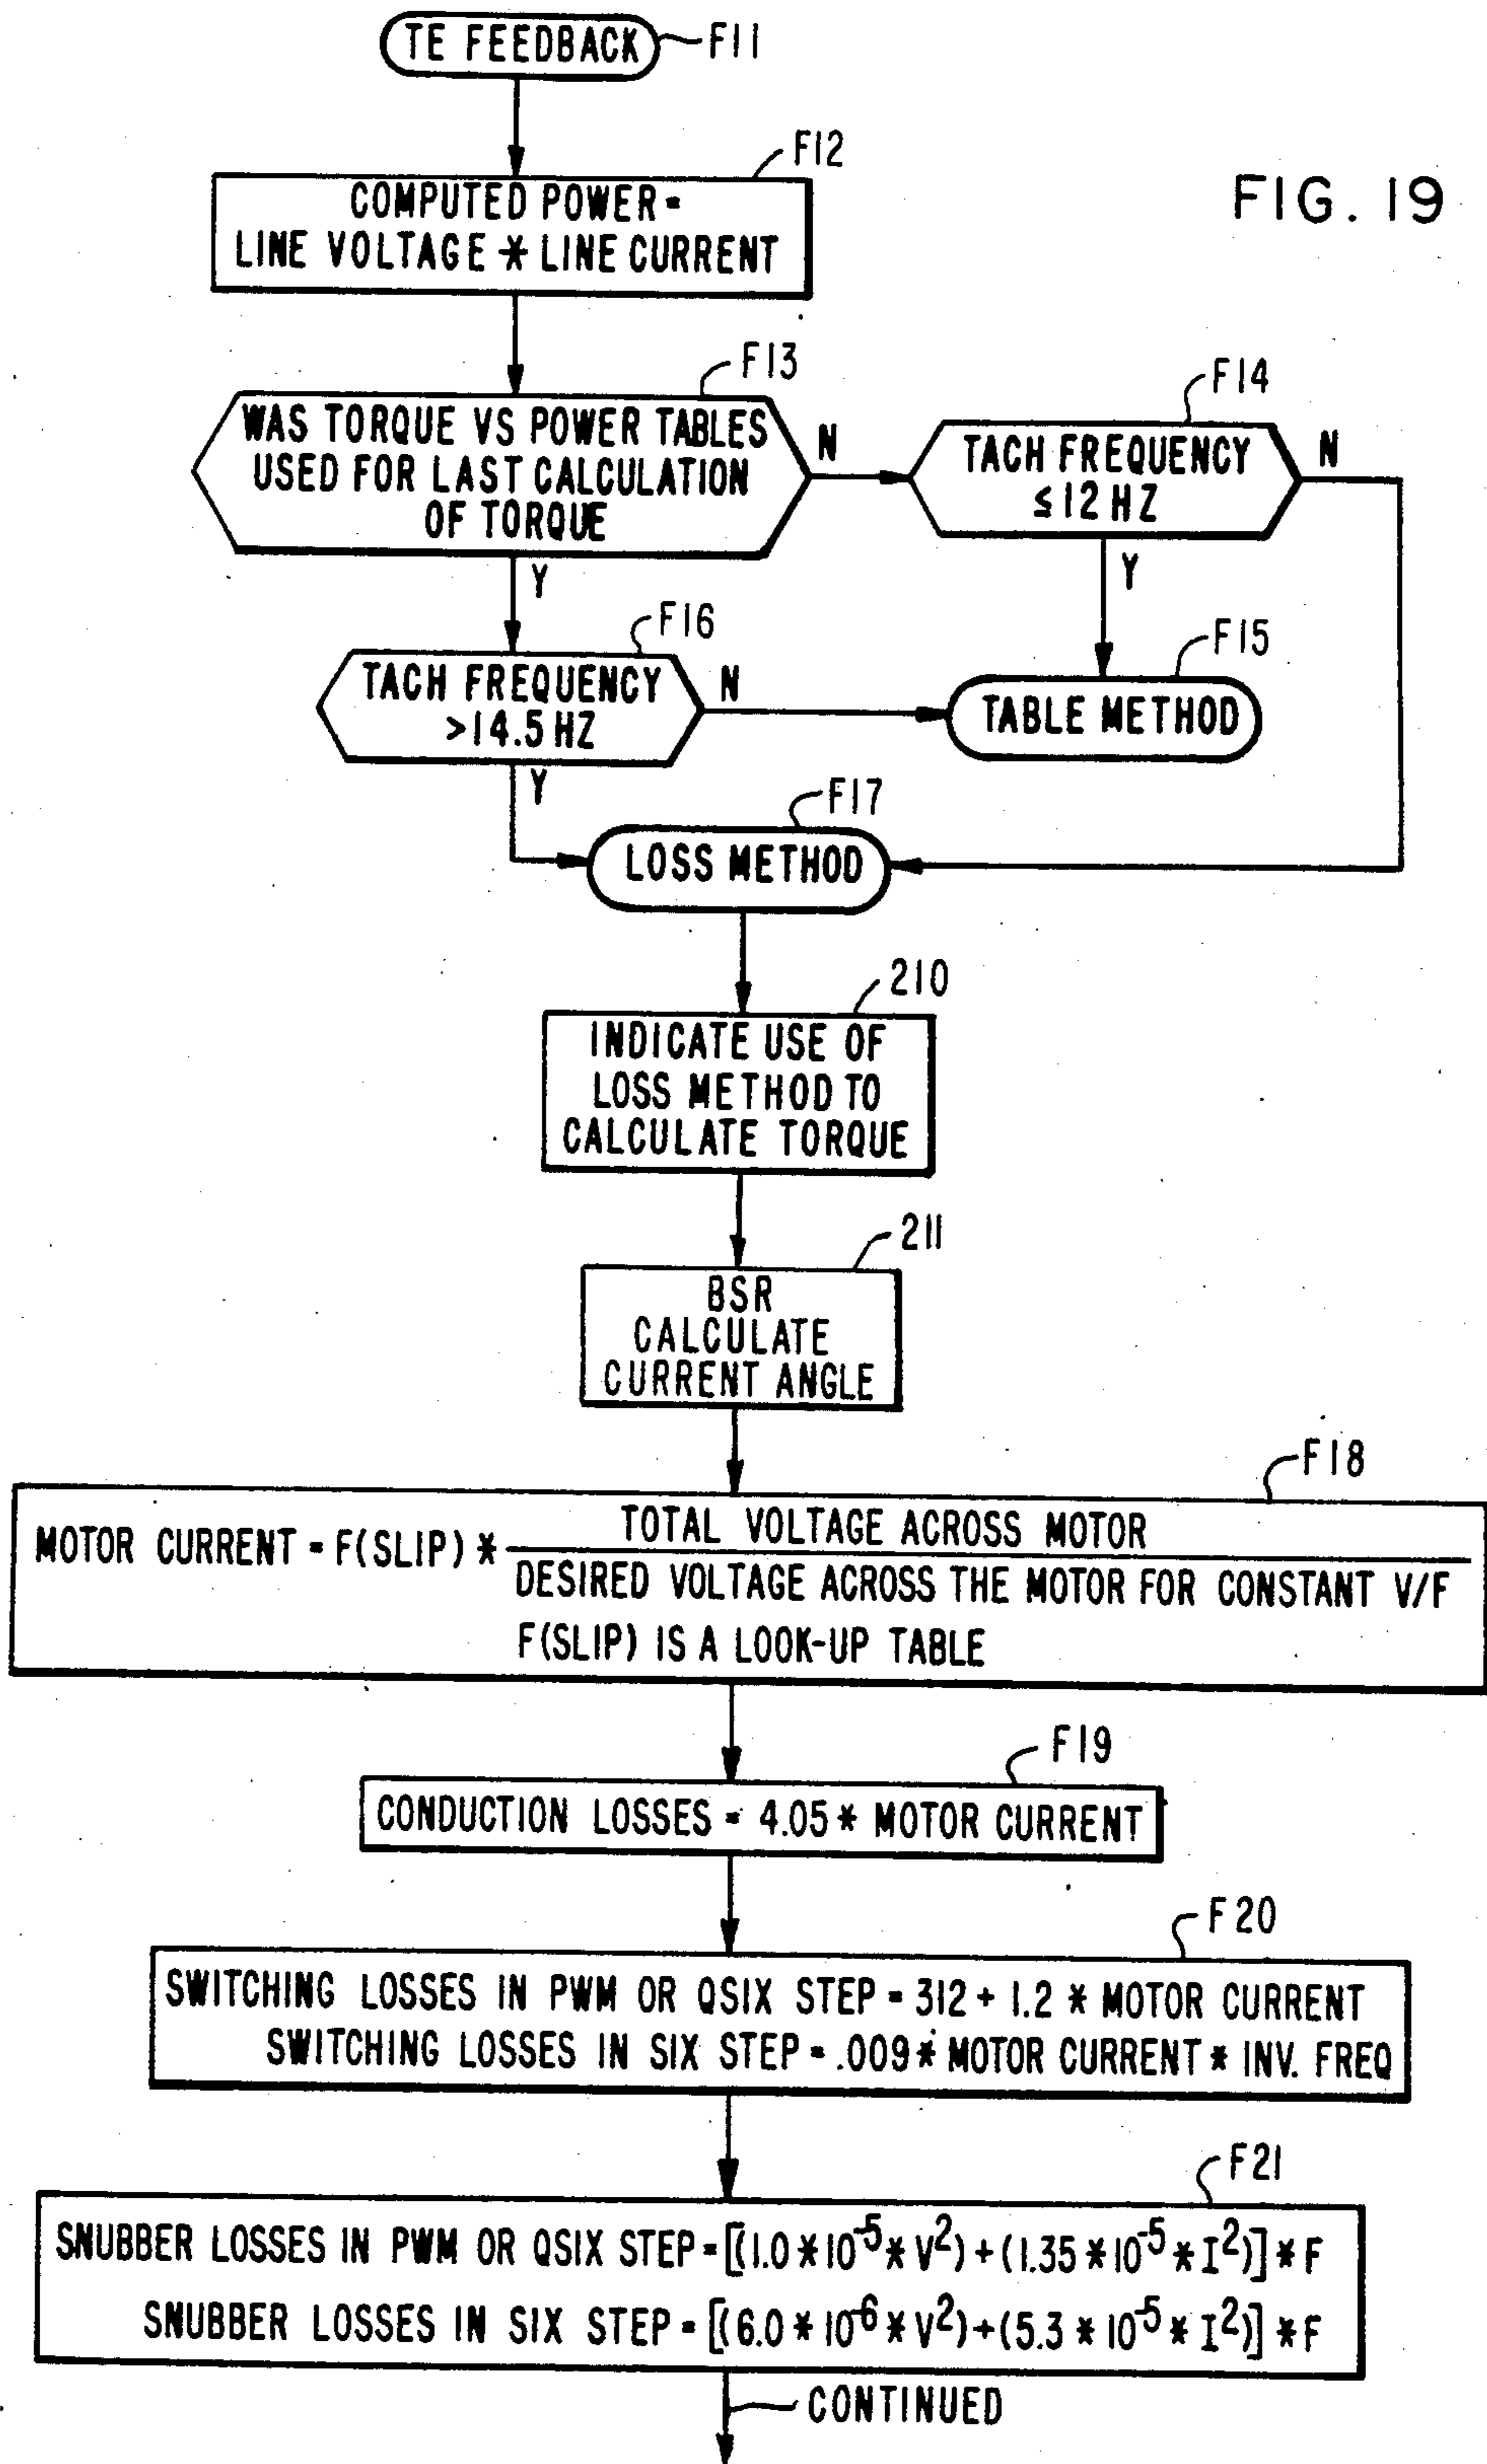 TE FEEDBACK
F11
F12
COMPUTED POWER=
LINE VOLTAGE * LINE CURRENT
FIG. 19
F13
WAS TORQUE VS POWER TABLES
USED FOR LAST CALCULATION
OF TORQUE
N
F14
TACH FREQUENCY
≤12 HZ
N
Y
Y
F16
TACH FREQUENCY
>14.5 HZ
N
F15
TABLE METHOD
Y
F17
LOSS METHOD
210
INDICATE USE OF
LOSS METHOD TO
CALCULATE TORQUE
211
BSR
CALCULATE
CURRENT ANGLE
F18
MOTOR CURRENT = F(SLIP) *
TOTAL VOLTAGE ACROSS MOTOR
DESIRED VOLTAGE ACROSS THE MOTOR FOR CONSTANT V/F
F(SLIP) IS A LOOK-UP TABLE
F19
CONDUCTION LOSSES = 4.05 * MOTOR CURRENT
F20
SWITCHING LOSSES IN PWM OR QSIX STEP = 312 + 1.2 * MOTOR CURRENT
SWITCHING LOSSES IN SIX STEP = .009 * MOTOR CURRENT * INV. FREQ
F21
SNUBBER LOSSES IN PWM OR QSIX STEP = [(1.0 * 10⁻⁵ * V²) + (1.35 * 10⁻⁵ * I²)] * F
SNUBBER LOSSES IN SIX STEP = [(6.0 * 10⁻⁶ * V²) + (5.3 * 10⁻⁵ * I²)] * F
CONTINUED